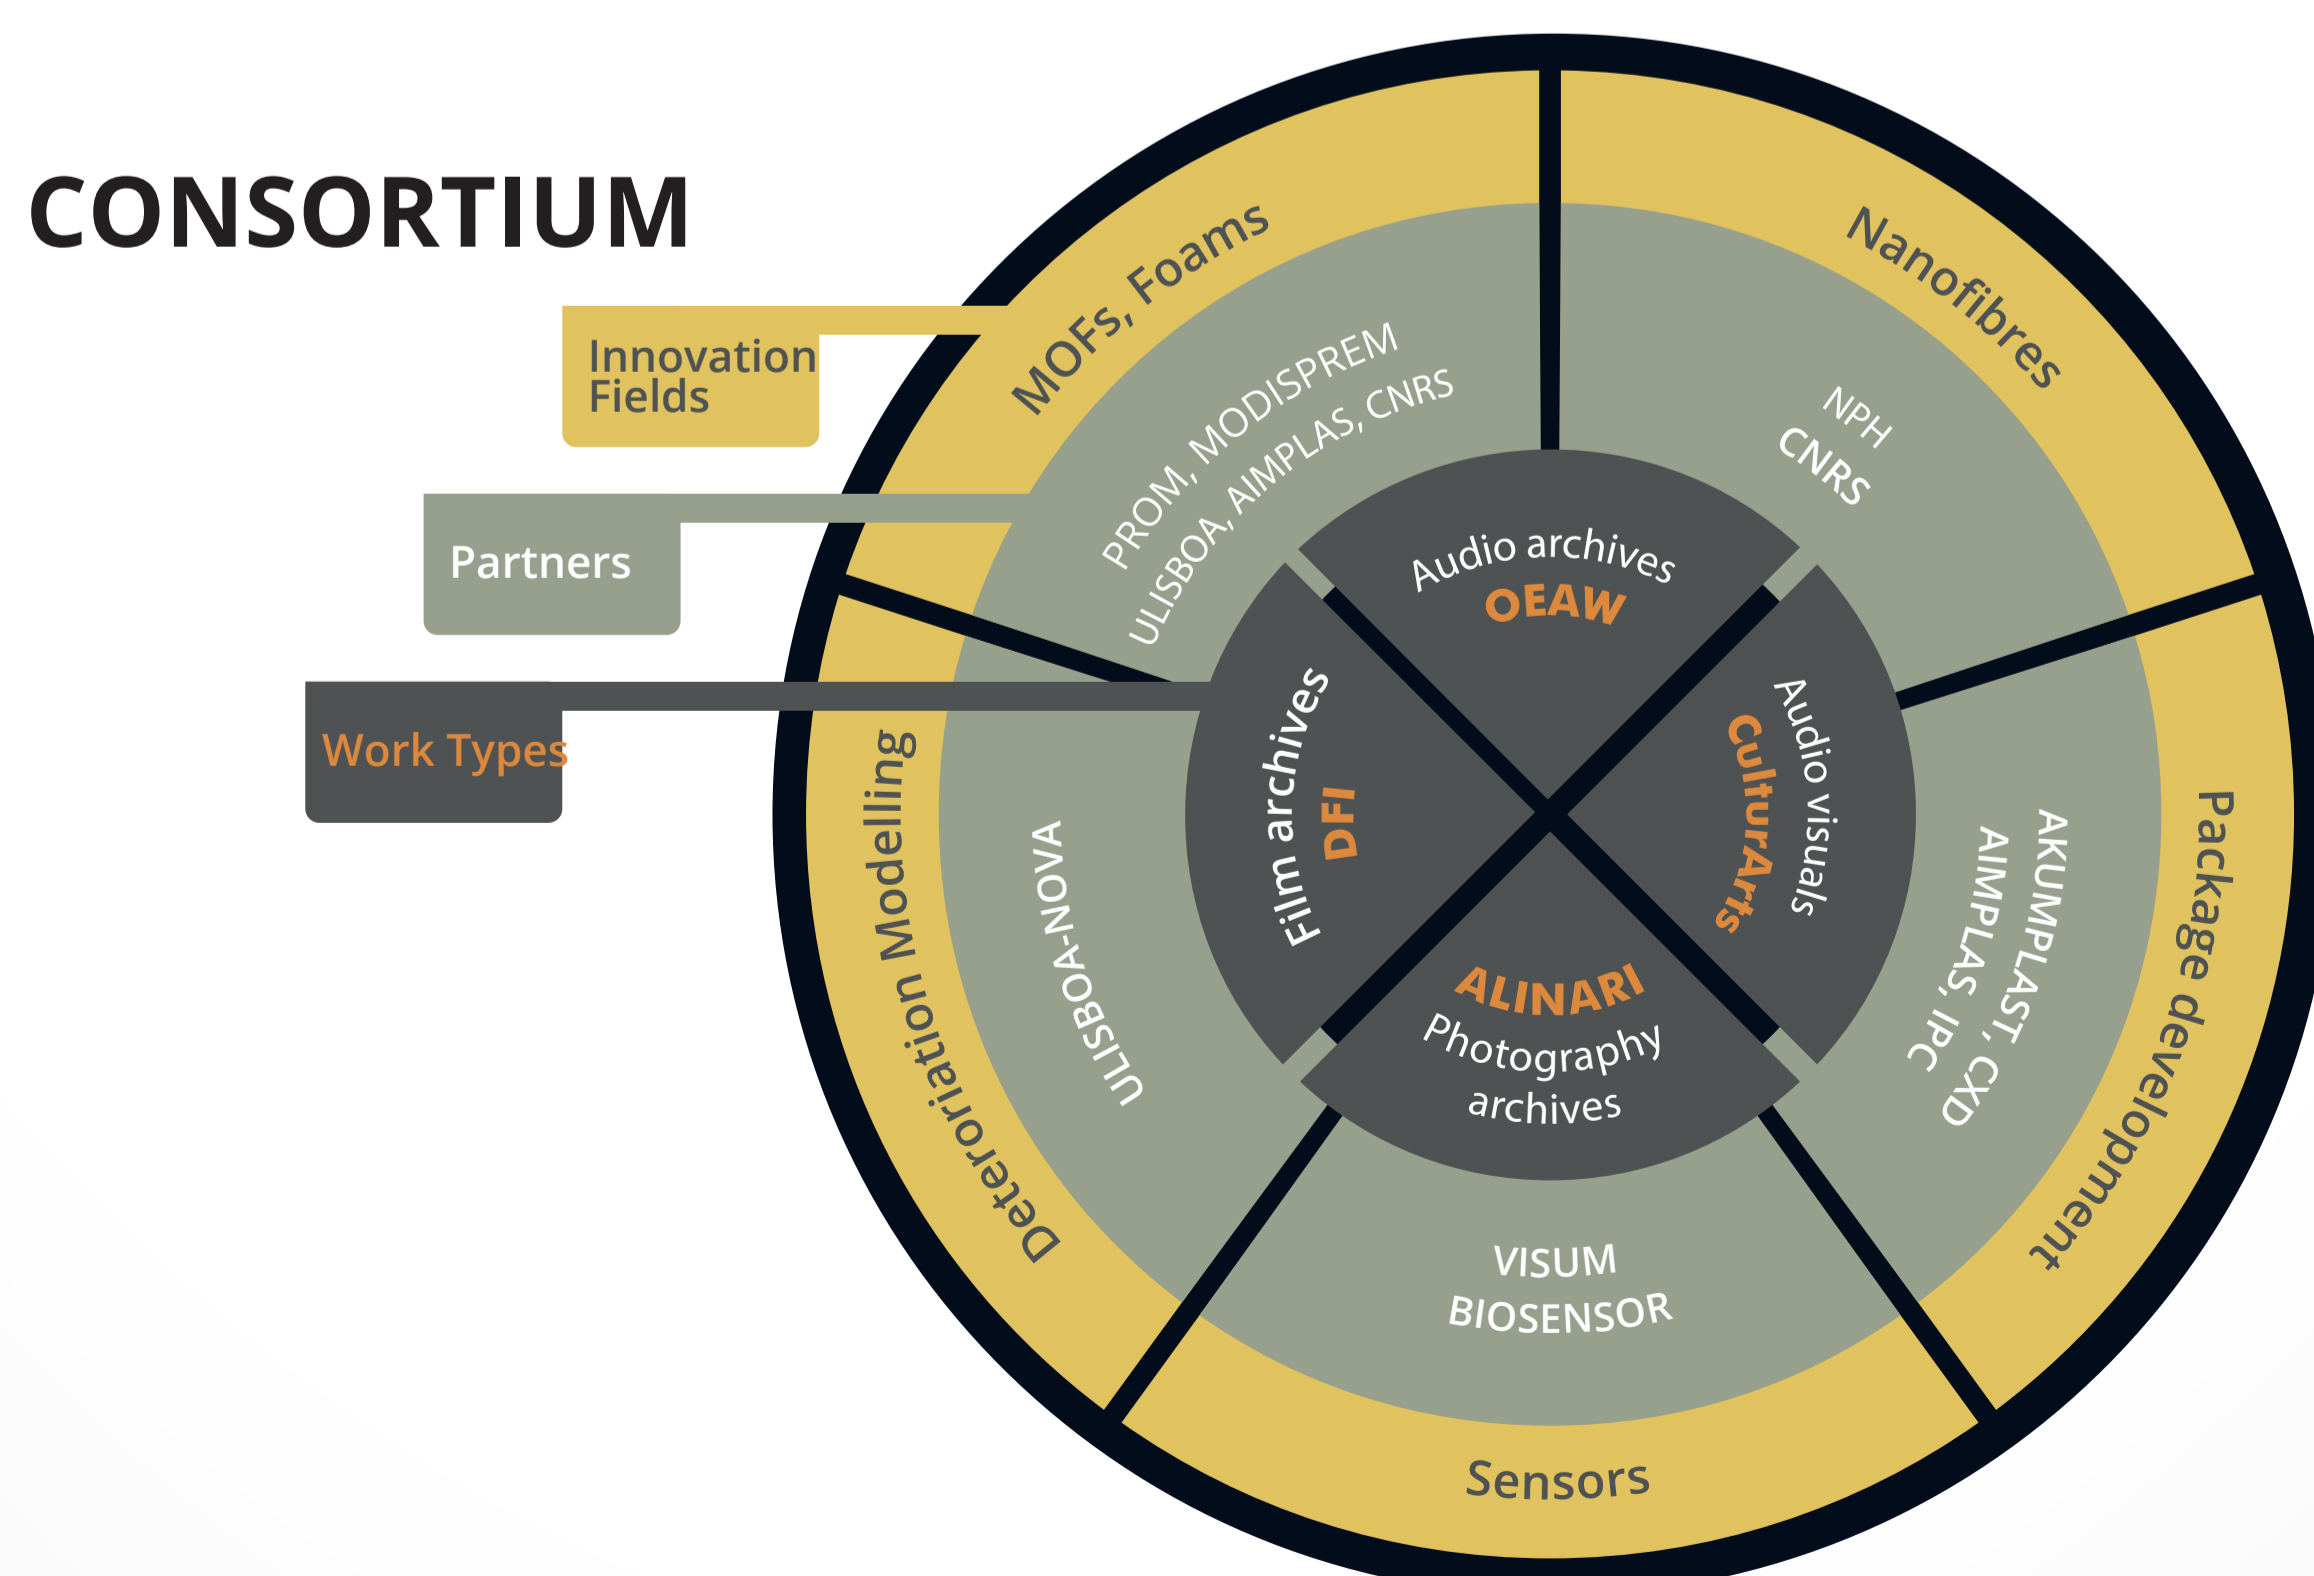 CONSORTIUM
Innovation
Fields
Partners
Work Types
MOFs, Foams
PROM, MODISPREM
ULISBOA, AIMPLAS, CNRS
Nanofibres
NPH
CNRS
Package development
AKUMPLAST, CXD
AIMPLAS, IPC
Sensors
VISUM
BIOSENSOR
Deterioration Modelling
ULISBOA-NOVA
Audio archives
OEAW
Audio visuals
CulturArts
ALINARI
Photography
archives
Film archives
DFI